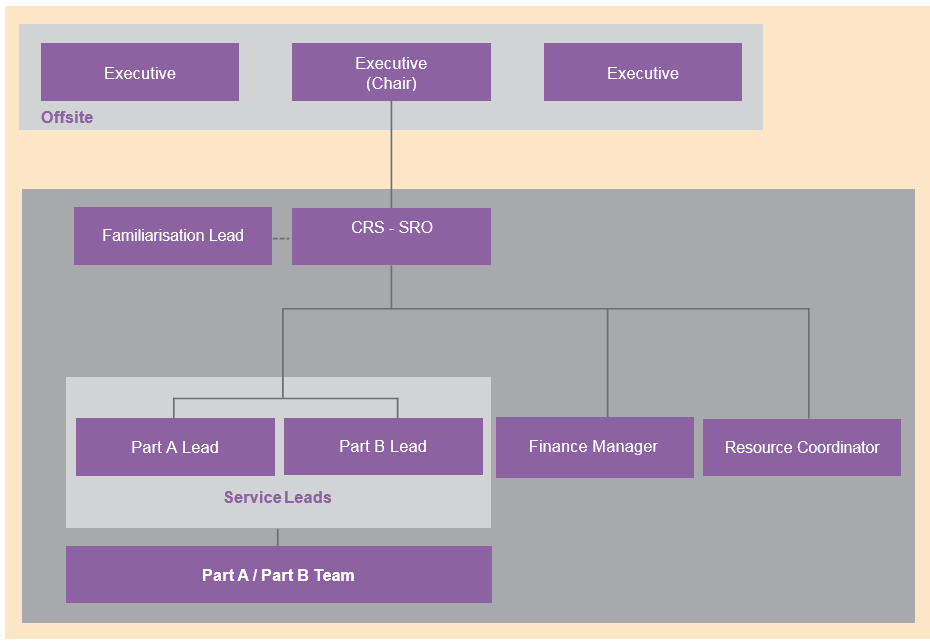 Executive
Executive
(Chair)
Executive
Offsite
Familiarisation Lead
CRS - SRO
Part A Lead
Part B Lead
Finance Manager
Resource Coordinator
Service Leads
Part A / Part B Team